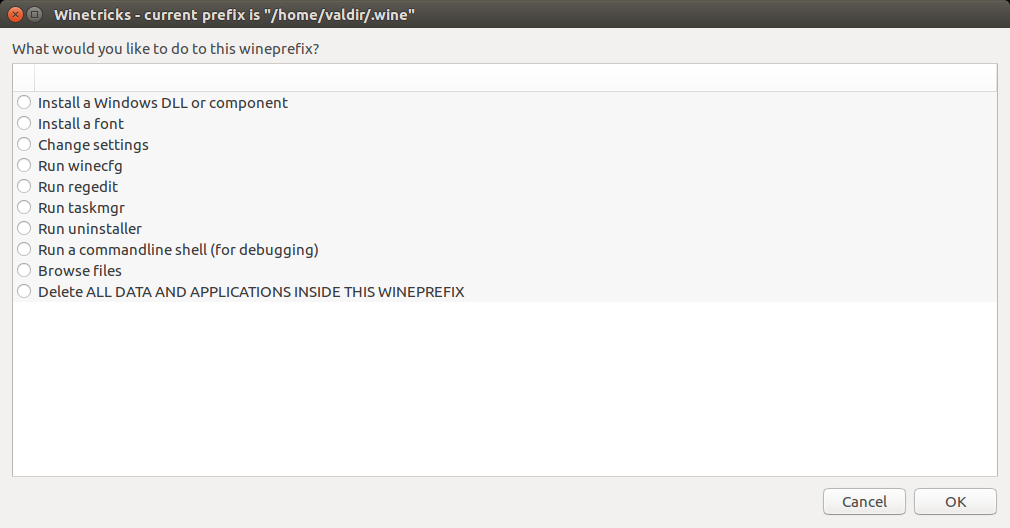 Winetricks - current prefix is "/home/valdir/.wine"
What would you like to do to this wineprefix?
Install a Windows DLL or component
Install a font
Change settings
Run winecfg
Run regedit
Run taskmgr
Run uninstaller
Run a commandline shell (for debugging)
Browse files
Delete ALL DATA AND APPLICATIONS INSIDE THIS WINEPREFIX
Cancel OK